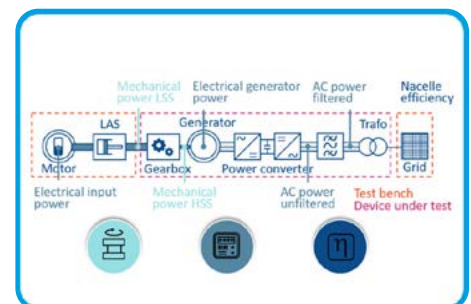 Mechanical
power LSS
Electrical generator
power
AC power
filtered
Nacelle
efficiency
LAS
Generator
Trafo
Motor
Gearbox
Power converter
Grid
Electrical input
power
Mechanical
power HSS
AC power
unfiltered
Test bench
Device under test
η